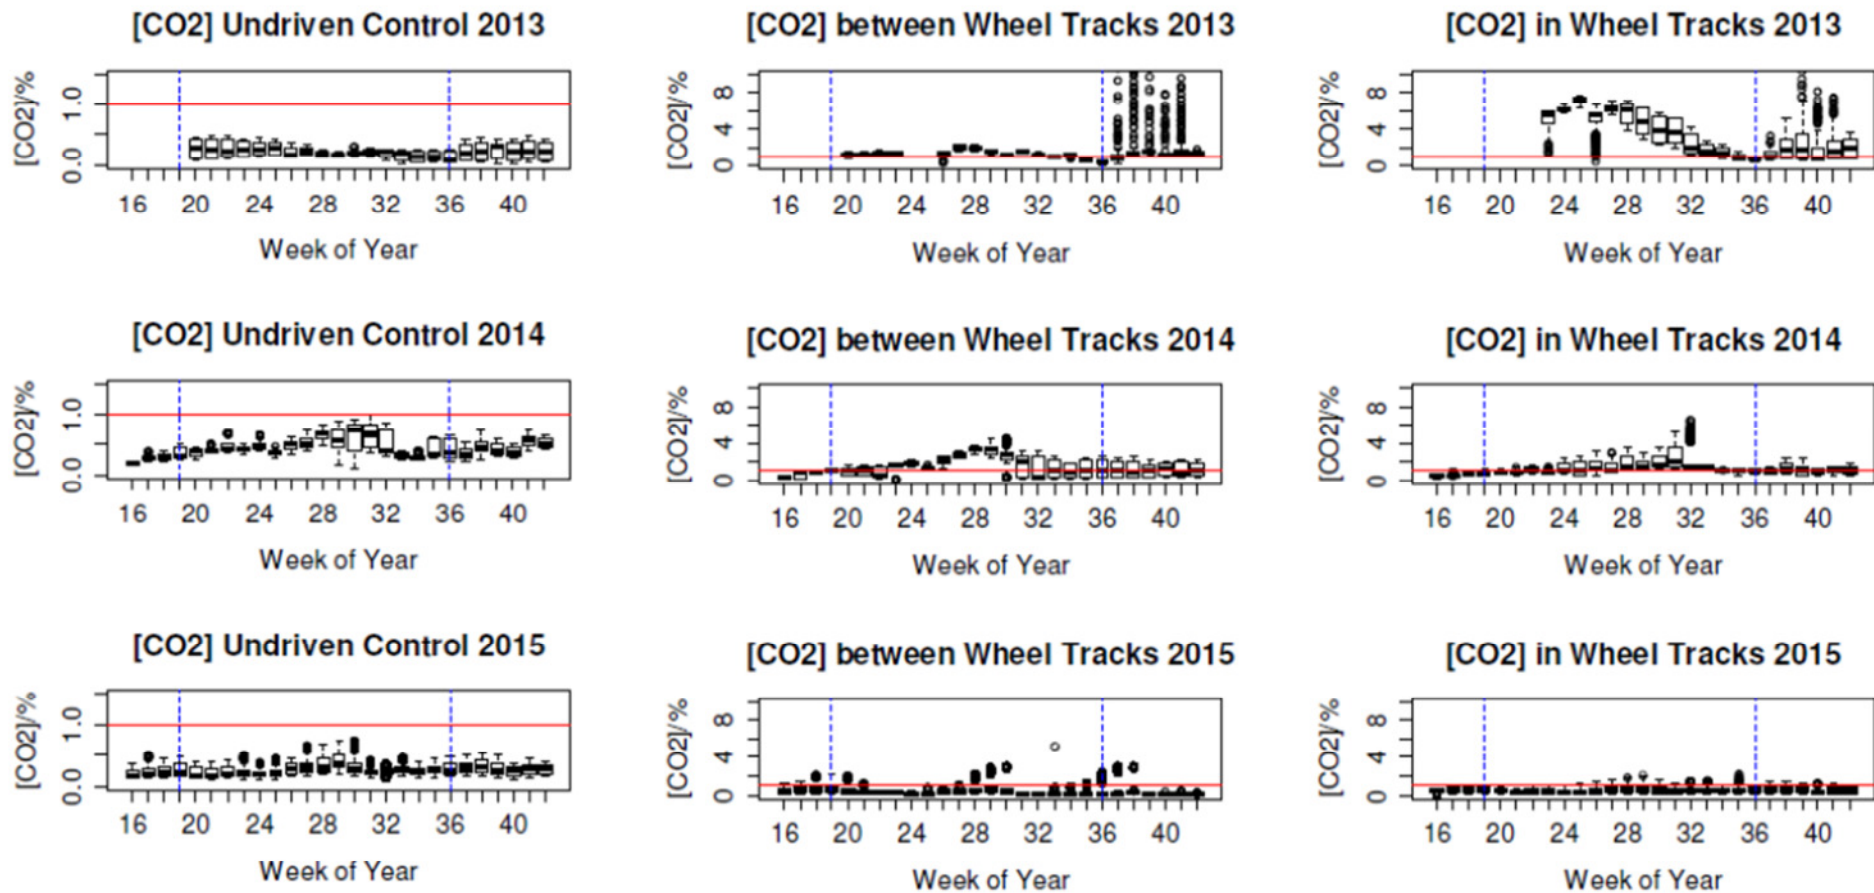 [CO2] Undriven Control 2013
[CO2]/%
1.0
0.0
16 20 24 28 32 36 40
Week of Year
[CO2] between Wheel Tracks 2013
[CO2]/%
8
4
0
16 20 24 28 32 36 40
Week of Year
[CO2] in Wheel Tracks 2013
[CO2]/%
8
4
0
16 20 24 28 32 36 40
Week of Year
[CO2] Undriven Control 2014
[CO2]/%
1.0
0.0
16 20 24 28 32 36 40
Week of Year
[CO2] between Wheel Tracks 2014
[CO2]/%
8
4
0
16 20 24 28 32 36 40
Week of Year
[CO2] in Wheel Tracks 2014
[CO2]/%
8
4
0
16 20 24 28 32 36 40
Week of Year
[CO2] Undriven Control 2015
[CO2]/%
1.0
0.0
16 20 24 28 32 36 40
Week of Year
[CO2] between Wheel Tracks 2015
[CO2]/%
8
4
0
16 20 24 28 32 36 40
Week of Year
[CO2] in Wheel Tracks 2015
[CO2]/%
8
4
0
16 20 24 28 32 36 40
Week of Year